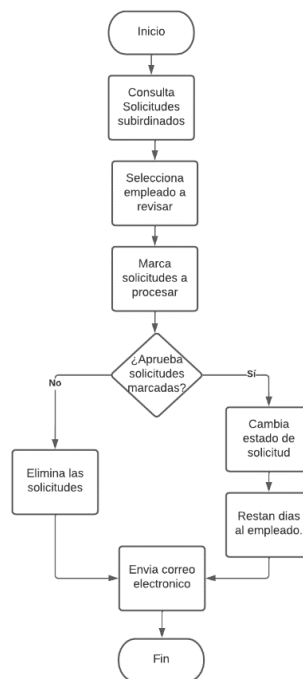 Inicio
Consulta
Solicitudes
subirdinados
Selecciona
empleado a
revisar
Marca
solicitudes a
procesar
¿Aprueba
solicitudes
marcadas?
No
Sí
Elimina las
solicitudes
Cambia
estado de
solicitud
Restan dias
al empleado.
Envia correo
electronico
Fin